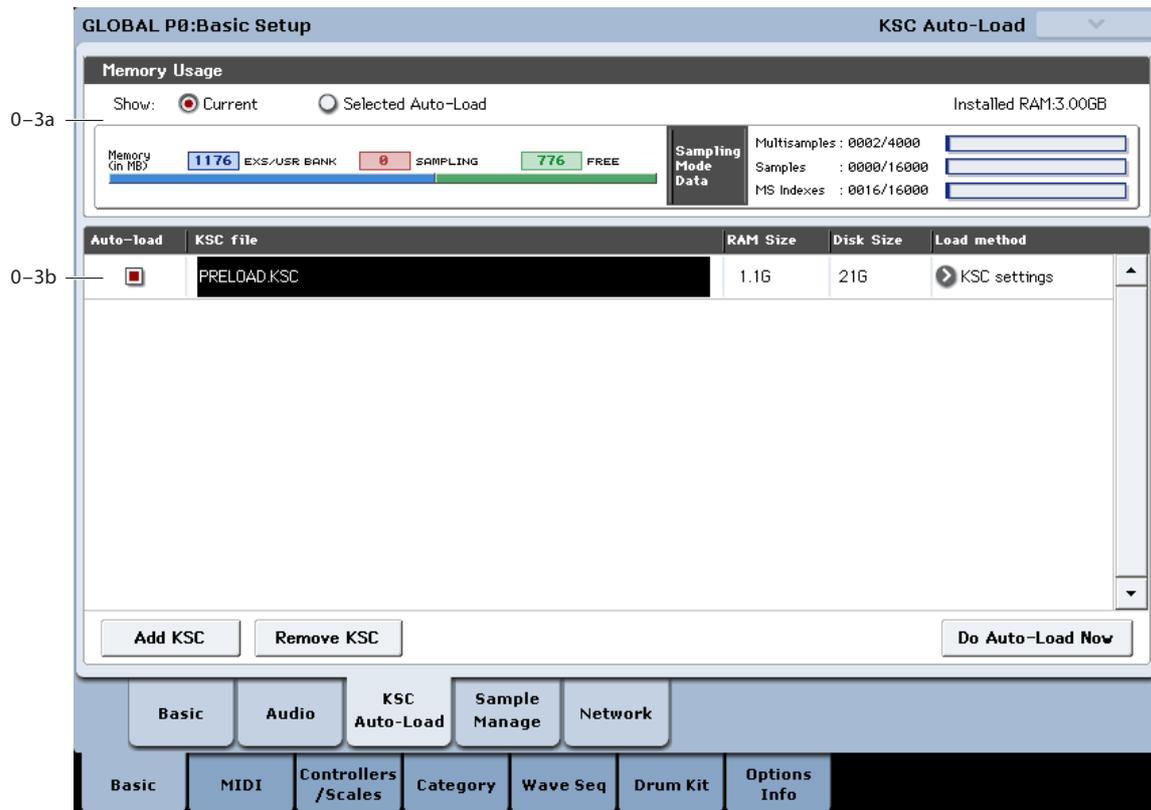 GLOBAL P0:Basic Setup KSC Auto-Load
Memory Usage
0-3a
Show: Current Selected Auto-Load Installed RAM:3.00GB
Memory (in MB) 1176 EXS/USR BANK 0 SAMPLING 776 FREE
Sampling Mode Data
Multisamples : 0002/4000
Samples : 0000/16000
MS Indexes : 0016/16000
Auto-load KSC file RAM Size Disk Size Load method
0-3b
PRELOAD.KSC 1.1G 21G KSC settings
Add KSC Remove KSC Do Auto-Load Now
Basic Audio KSC Auto-Load Sample Manage Network
Basic MIDI Controllers /Scales Category Wave Seq Drum Kit Options Info